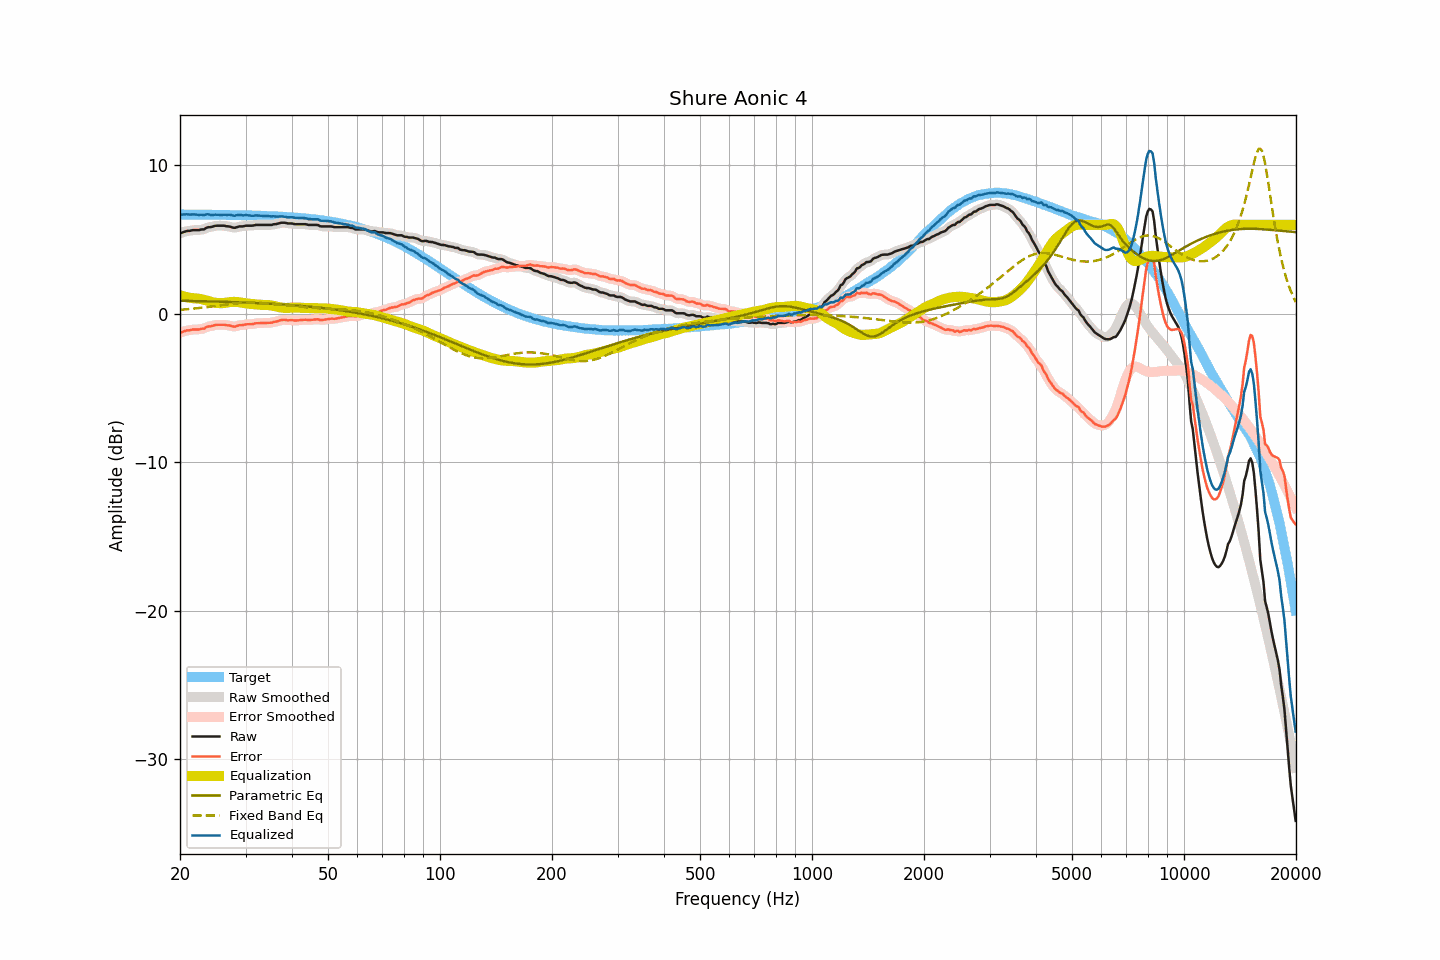 Shure Aonic 4
Amplitude (dBr)
10
0
−10
−20
−30
Target
Raw Smoothed
Error Smoothed
Raw
Error
Equalization
Parametric Eq
Fixed Band Eq
Equalized
20 50 100 200 500 1000 2000 5000 10000 20000
Frequency (Hz)